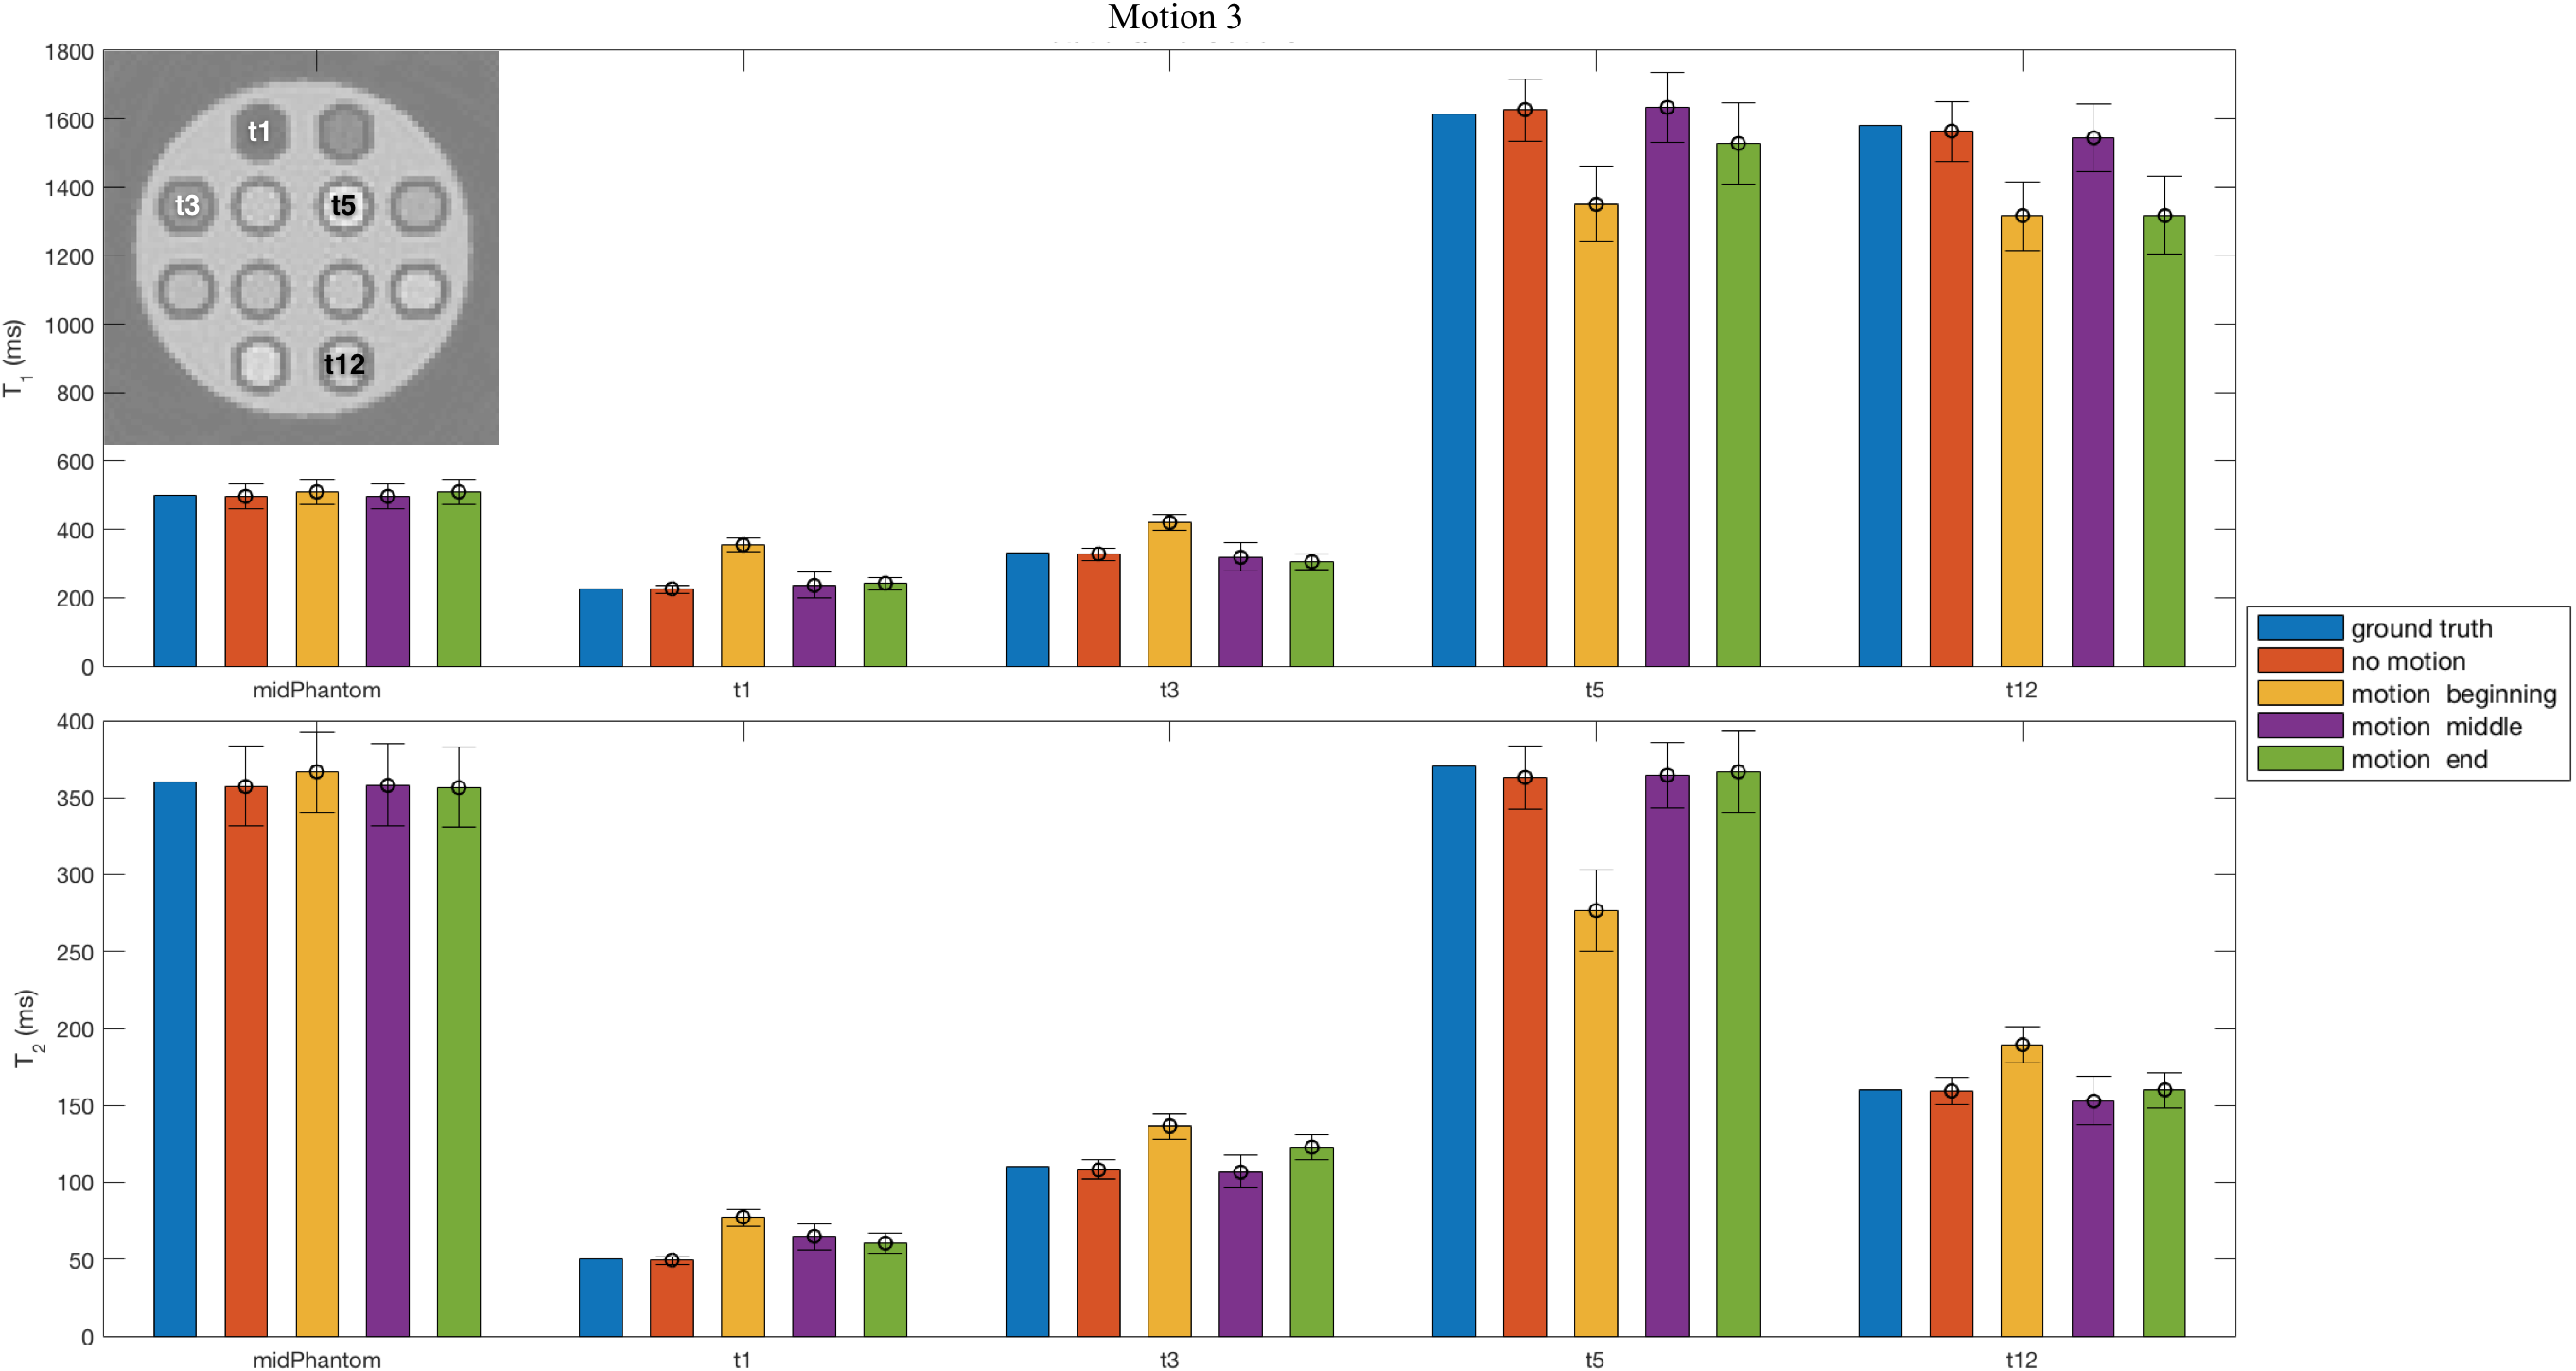 Motion 3
1800
1600
1400
1200
1000
800
600
400
200
0
T1 (ms)
t1
t3
t5
t12
midPhantom t1 t3 t5 t12
ground truth
no motion
motion beginning
motion middle
motion end
400
350
300
250
200
150
100
50
0
T2 (ms)
midPhantom t1 t3 t5 t12